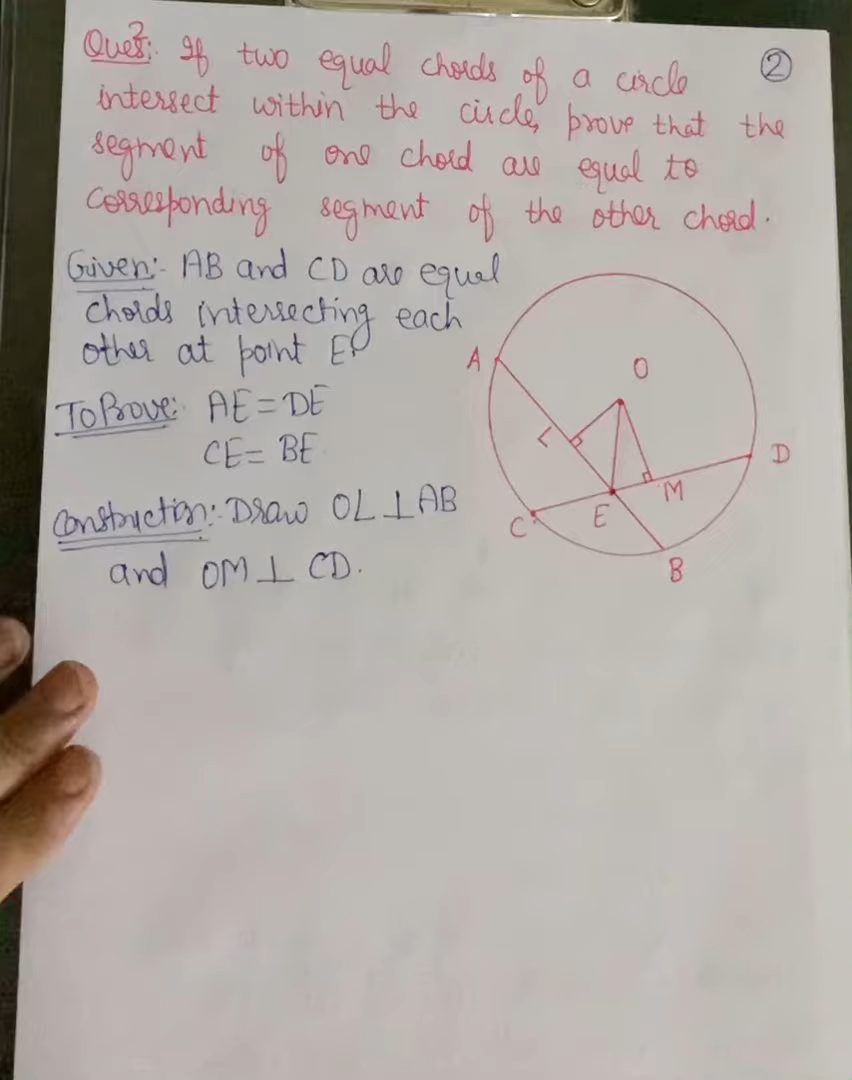 Ques2: If two equal chords of a circle
②
intersect within the circle, prove that the
segment of one chord are equal to
corresponding segment of the other chord.
Given:- AB and CD are equal
chords intersecting each
other at point E.
To Prove: AE = DE
CE = BE
Construction:- Draw OL ⊥ AB
and OM ⊥ CD.
A
O
L
D
M
E
C
B